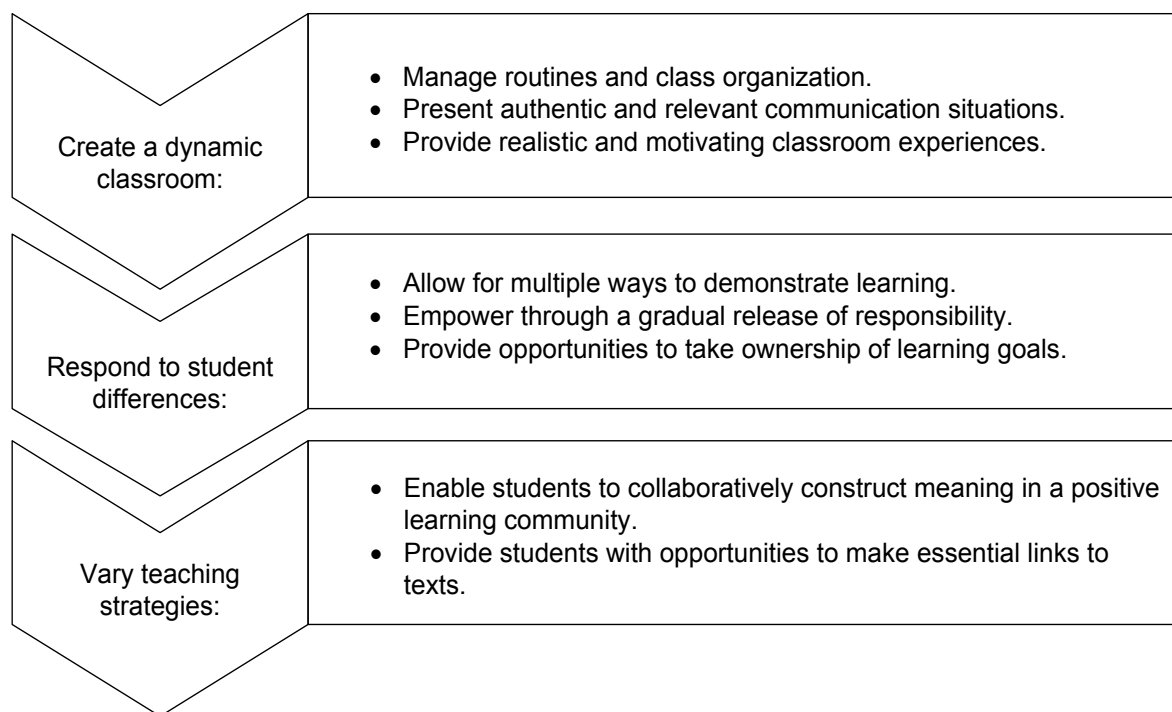 Create a dynamic
classroom:
• Manage routines and class organization.
• Present authentic and relevant communication situations.
• Provide realistic and motivating classroom experiences.
Respond to student
differences:
• Allow for multiple ways to demonstrate learning.
• Empower through a gradual release of responsibility.
• Provide opportunities to take ownership of learning goals.
Vary teaching
strategies:
• Enable students to collaboratively construct meaning in a positive
learning community.
• Provide students with opportunities to make essential links to
texts.